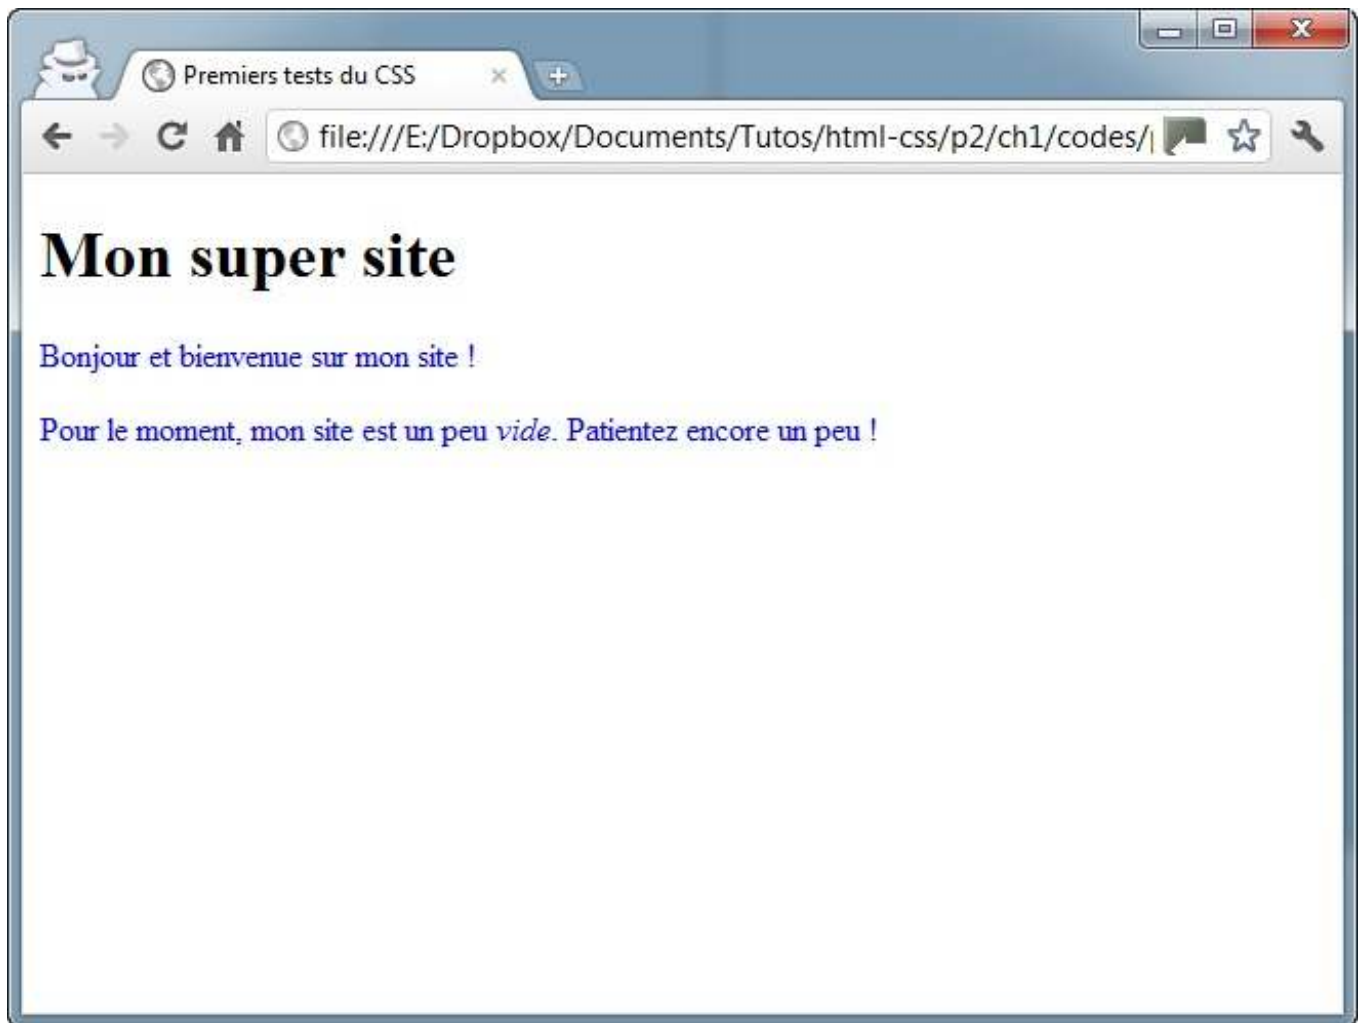 Premiers tests du CSS
file:///E:/Dropbox/Documents/Tutos/html-css/p2/ch1/codes/
Mon super site
Bonjour et bienvenue sur mon site !
Pour le moment, mon site est un peu vide. Patientez encore un peu !